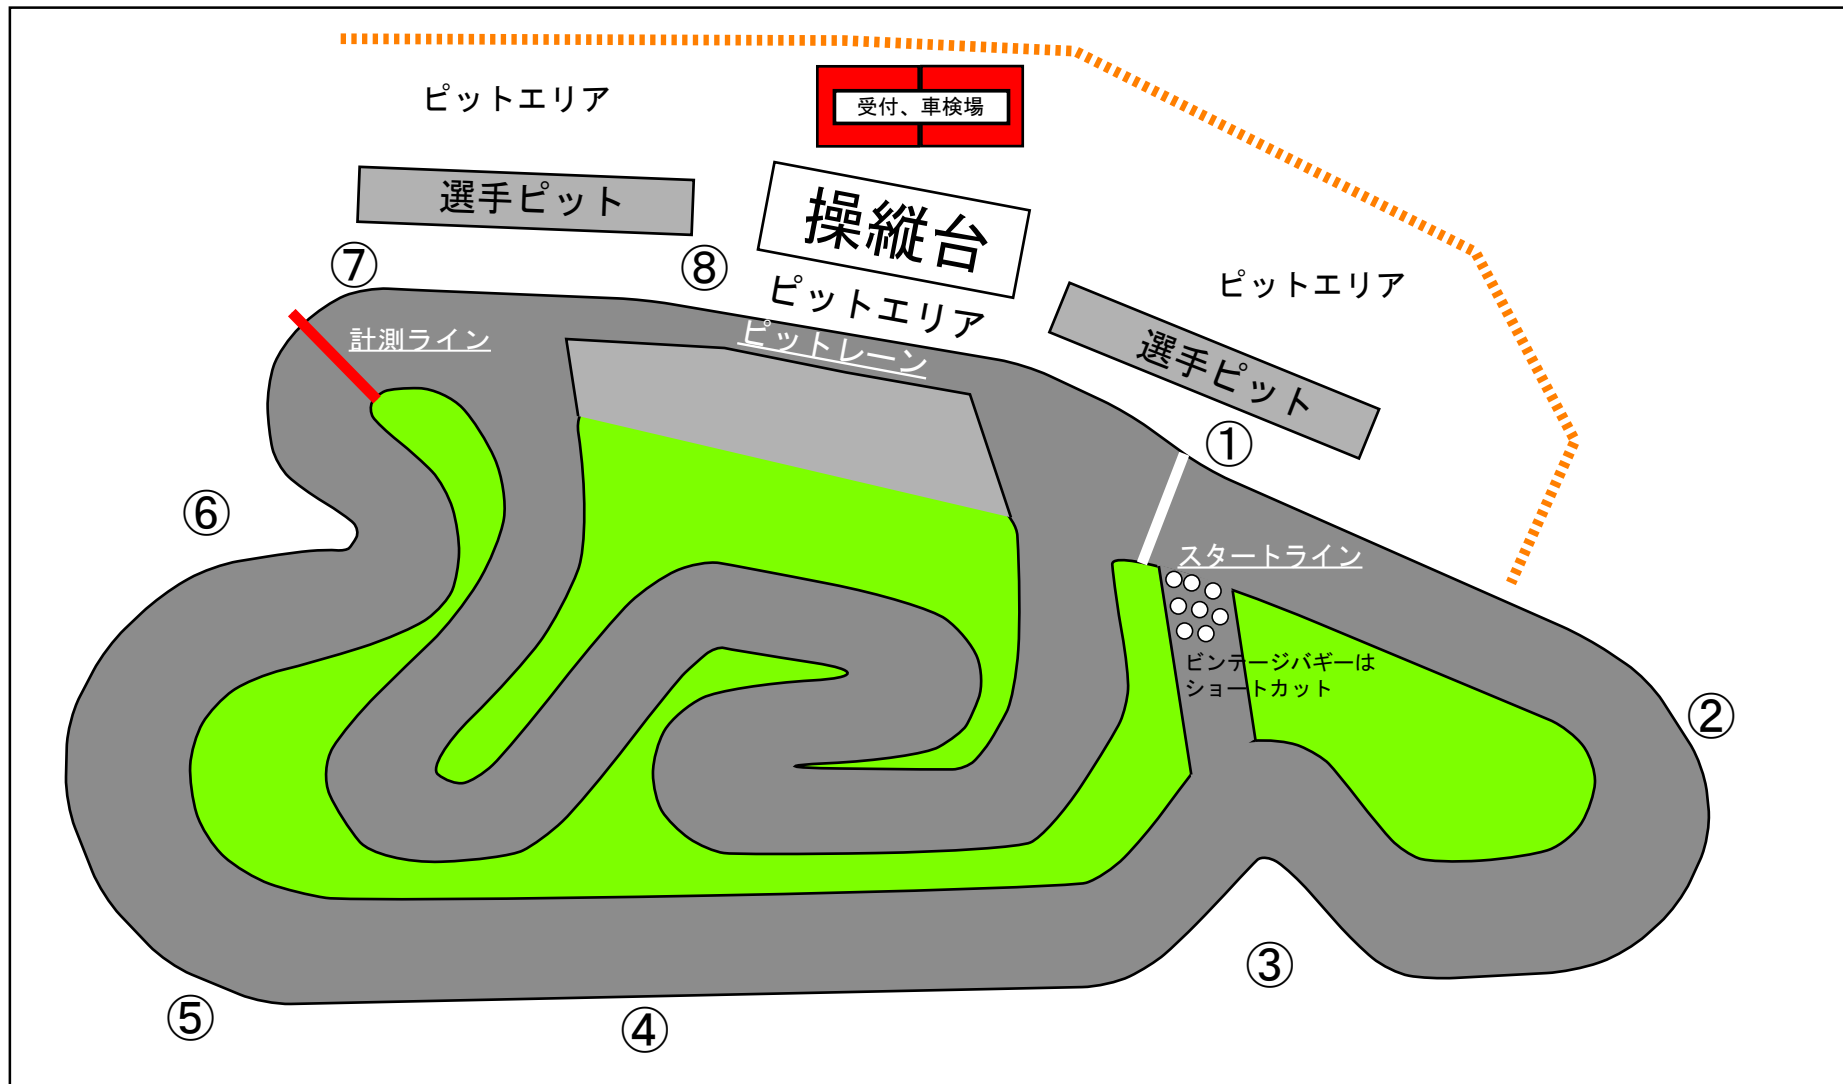 ピットエリア
受付、車検場
選手ピット
操縦台
⑦
⑧
ピットエリア
ピットエリア
計測ライン
ピットレーン
選手ピット
①
⑥
スタートライン
ビンテージバギーは
ショートカット
②
③
⑤
④